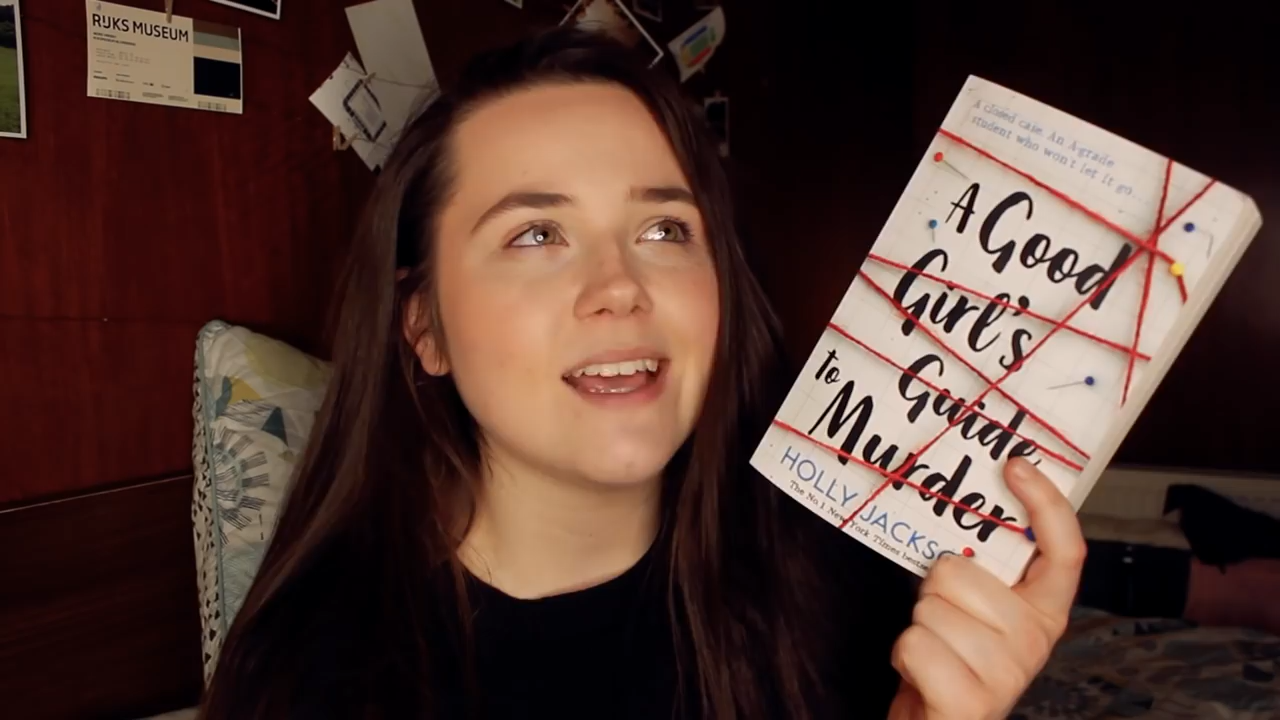 RIJKS MUSEUM
A closed case. An A-grade
student who won't let it go...
A Good
Girl's
Guide
to Murder
HOLLY JACKSO
The No.1 New York Times bestse